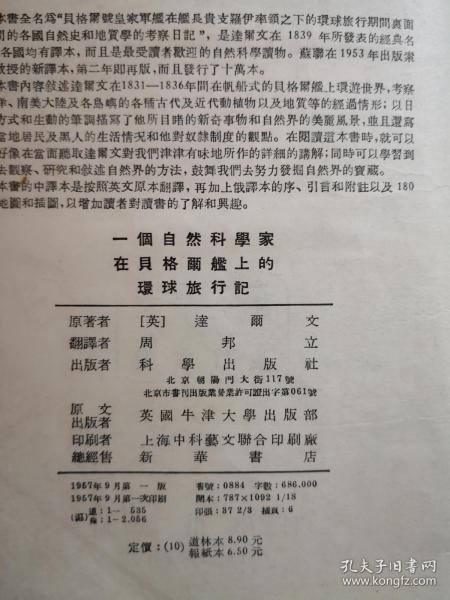 本書全名爲“貝格爾號皇家軍艦在艦長貴支羅伊率領之下的環球旅行期間裏面
問的各國自然史和地質學的考察日記”，是達爾文在 1839 年所發表的經典名
各國均有譯本，而且是最受讀者歡迎的自然科學讀物。蘇聯在1953年出版
教授的新譯本，第二年即再版，而且發行了十萬本。
本書內容敍述達爾文在1831—1836年間在帆船式的貝格爾艦上環遊世界，考察
洋、南美大陸及各島嶼的各種古代及近代動植物以及地質等的經過情形；以日
方式和生動的筆調描寫了他所目睹的新奇事物和自然界的美麗風景，並且還寫
當地居民及黑人的生活情况和他對奴隸制度的觀點。在閱讀這本書時，就可以
好像在當面聽取達爾文對我們津津有味地所作的詳細的講解；同時可以學習到
去觀察、研究和敍述自然界的方法，鼓舞我們去努力發掘自然界的寶藏。
本書的中譯本是按照英文原本翻譯，再加上俄譯本的序、引言和附註以及 180
地圖和插圖，以增加讀者對讀書的了解和興趣。
一個自然科學家
在貝格爾艦上的
環球旅行記
原著者 [英] 達爾文
翻譯者 周邦立
出版者 科學出版社
北京朝陽門大街117號
北京市書刊出版業營業許可證出字第061號
原文出版者 英國牛津大學出版部
印刷者 上海中科藝文聯合印刷廠
總經售 新華書店
1957年9月第一版 書號：0884 字數：686,000
1957年9月第一次印刷 開本：787×1092 1/18
(滬)道：1—535 報：1—2,056 印張：37 2/3 插頁：6
定價：(10) 道林本 8.90 元
報紙本 6.50 元
孔夫子旧书网